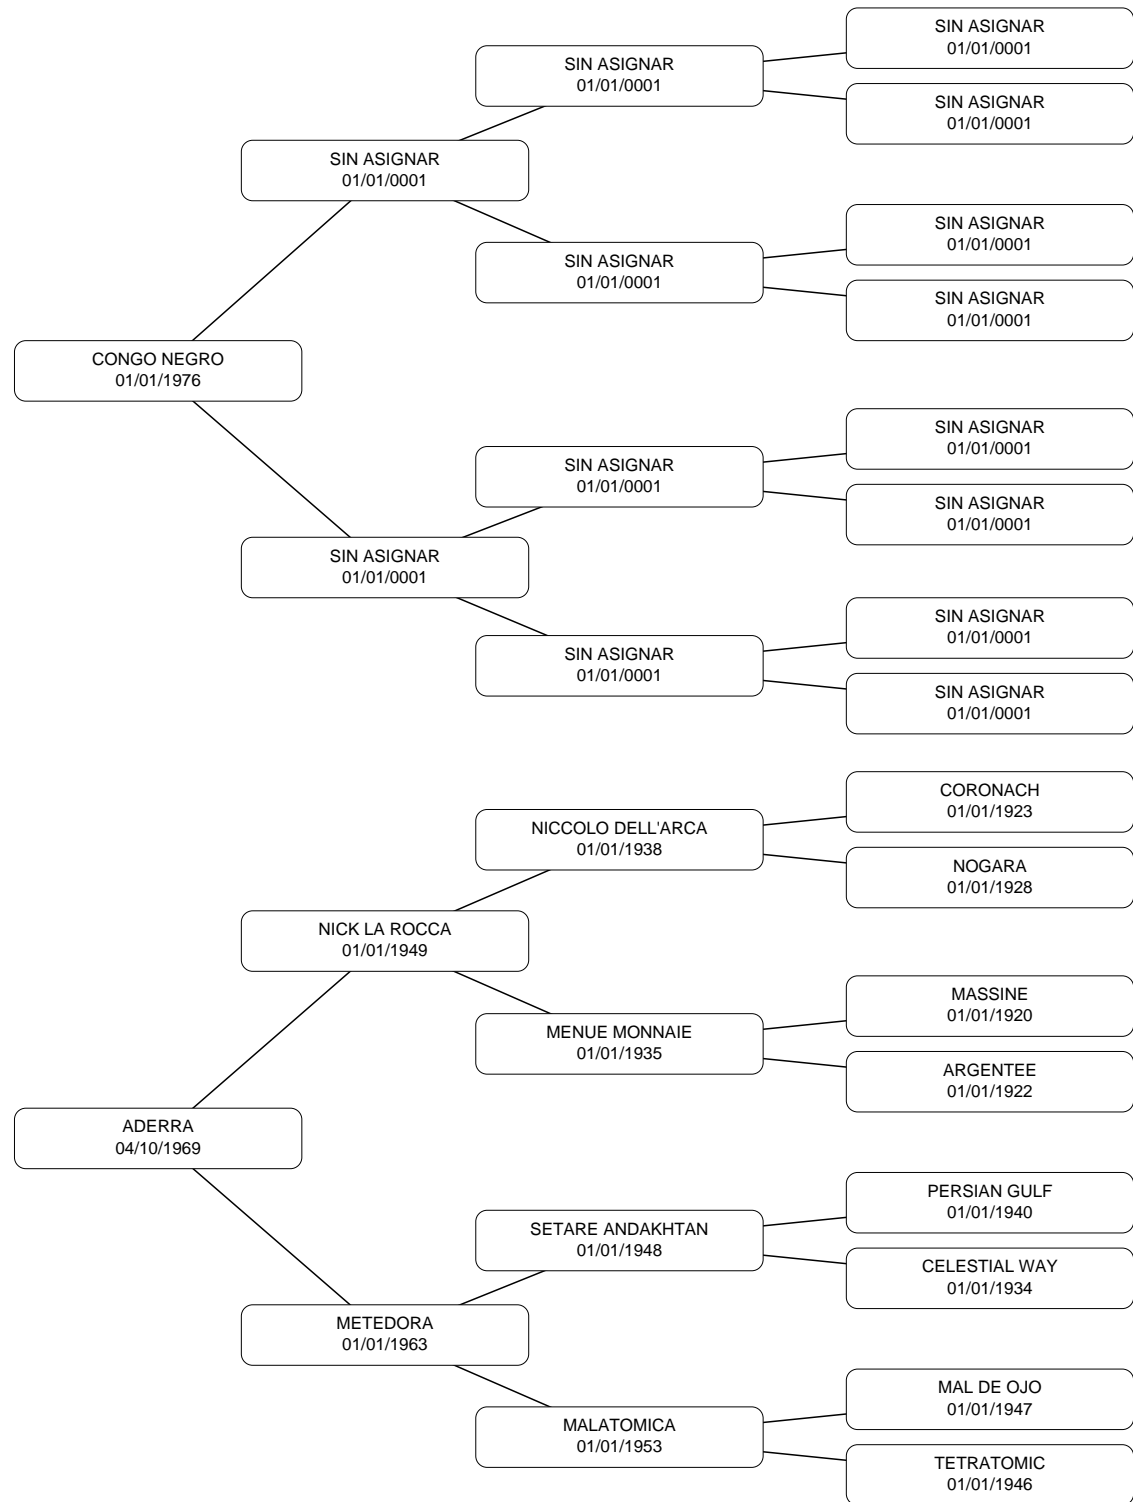 SIN ASIGNAR
01/01/0001
SIN ASIGNAR
01/01/0001
SIN ASIGNAR
01/01/0001
SIN ASIGNAR
01/01/0001
SIN ASIGNAR
01/01/0001
SIN ASIGNAR
01/01/0001
SIN ASIGNAR
01/01/0001
CONGO NEGRO
01/01/1976
SIN ASIGNAR
01/01/0001
SIN ASIGNAR
01/01/0001
SIN ASIGNAR
01/01/0001
SIN ASIGNAR
01/01/0001
SIN ASIGNAR
01/01/0001
SIN ASIGNAR
01/01/0001
SIN ASIGNAR
01/01/0001
CORONACH
01/01/1923
NICCOLO DELL'ARCA
01/01/1938
NOGARA
01/01/1928
NICK LA ROCCA
01/01/1949
MASSINE
01/01/1920
MENUE MONNAIE
01/01/1935
ARGENTEE
01/01/1922
ADERRA
04/10/1969
PERSIAN GULF
01/01/1940
SETARE ANDAKHTAN
01/01/1948
CELESTIAL WAY
01/01/1934
METEDORA
01/01/1963
MAL DE OJO
01/01/1947
MALATOMICA
01/01/1953
TETRATOMIC
01/01/1946